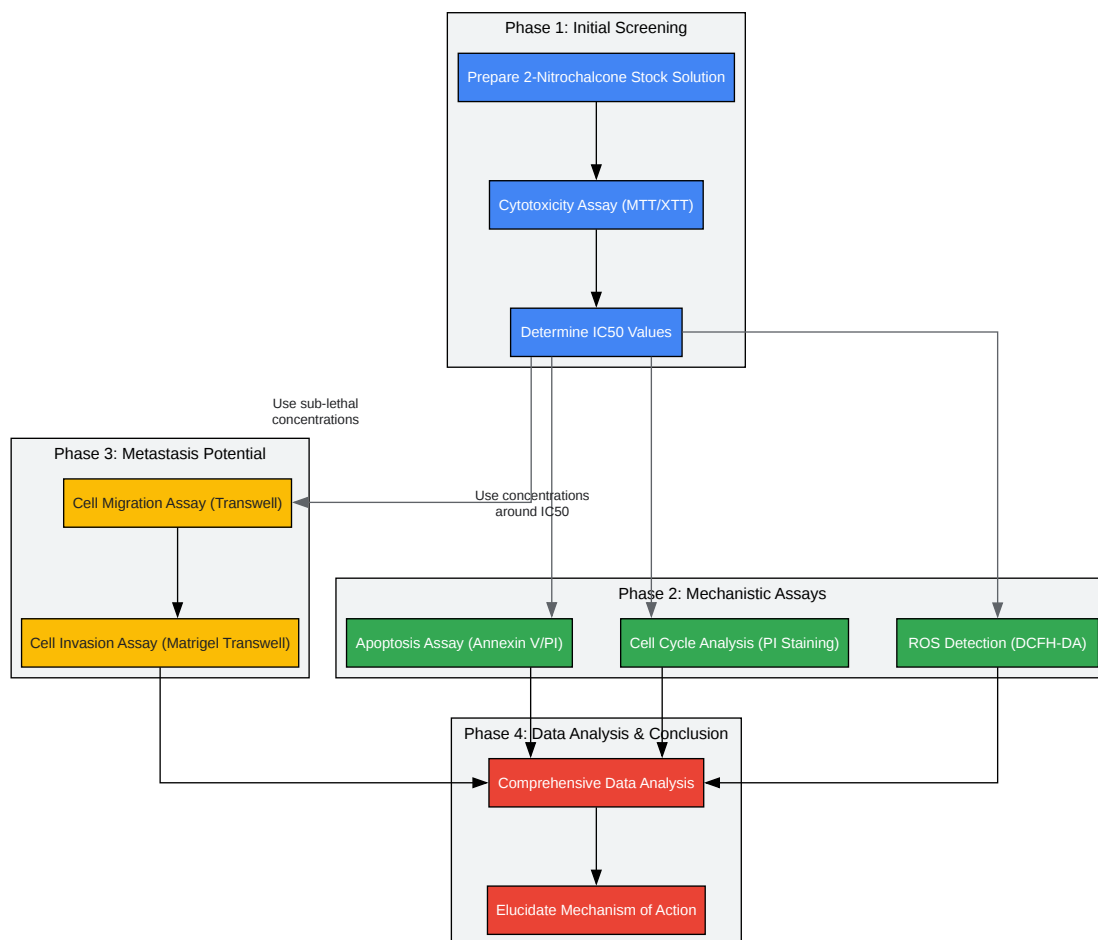 Phase 1: Initial Screening
Prepare 2-Nitrochalcone Stock Solution
Cytotoxicity Assay (MTT/XTT)
Determine IC50 Values
Use sub-lethal
concentrations
Phase 3: Metastasis Potential
Cell Migration Assay (Transwell)
Use concentrations
around IC50
Cell Invasion Assay (Matrigel Transwell)
Phase 2: Mechanistic Assays
Apoptosis Assay (Annexin V/PI)
Cell Cycle Analysis (PI Staining)
ROS Detection (DCFH-DA)
Phase 4: Data Analysis & Conclusion
Comprehensive Data Analysis
Elucidate Mechanism of Action